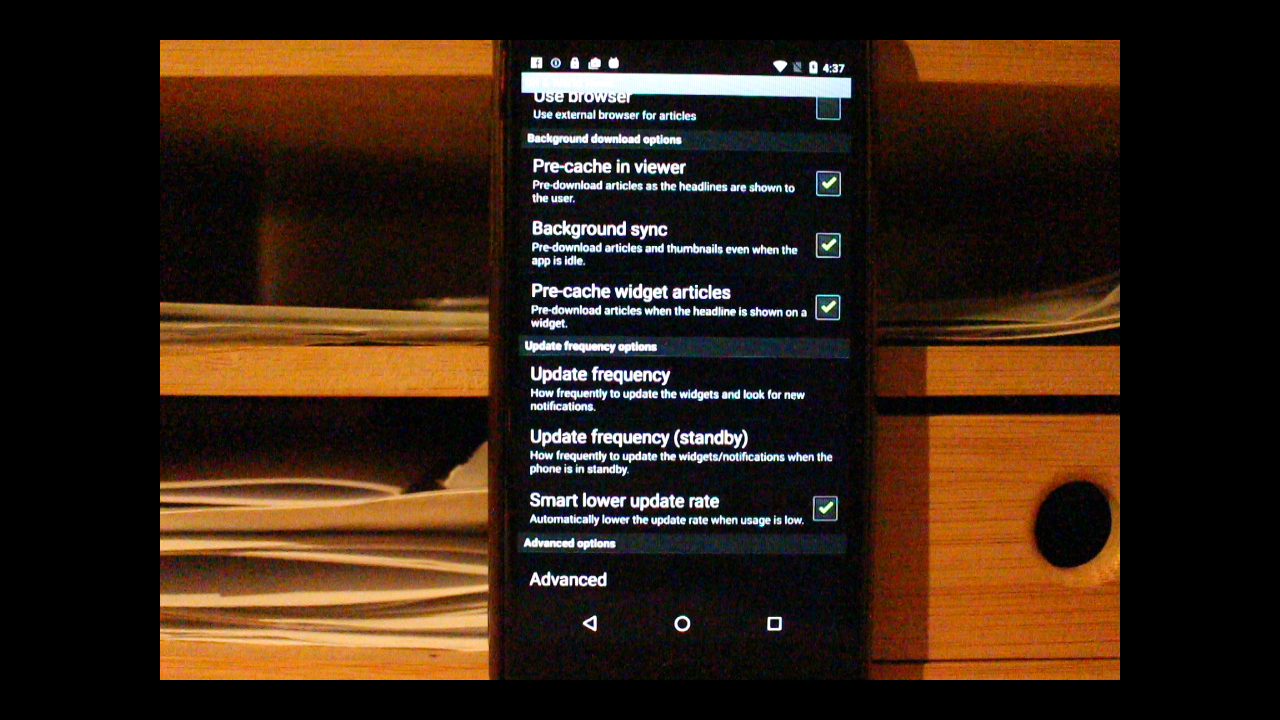 4:37
Use browser
Use external browser for articles
Background download options
Pre-cache in viewer
Pre-download articles as the headlines are shown to
the user.
Background sync
Pre-download articles and thumbnails even when the
app is idle.
Pre-cache widget articles
Pre-download articles when the headline is shown on a
widget.
Update frequency options
Update frequency
How frequently to update the widgets and look for new
notifications.
Update frequency (standby)
How frequently to update the widgets/notifications when the
phone is in standby.
Smart lower update rate
Automatically lower the update rate when usage is low.
Advanced options
Advanced